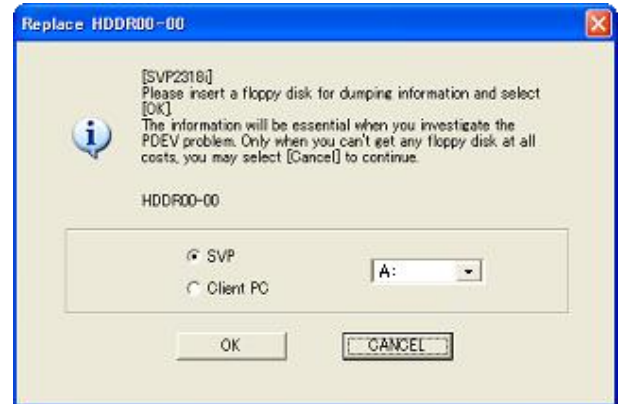 Replace HDDR00-00
[SVP2318i]
Please insert a floppy disk for dumping information and select
[OK].
The information will be essential when you investigate the
PDEV problem. Only when you can't get any floppy disk at all
costs, you may select [Cancel] to continue.
HDDR00-00
SVP
A:
Client PC
OK
CANCEL